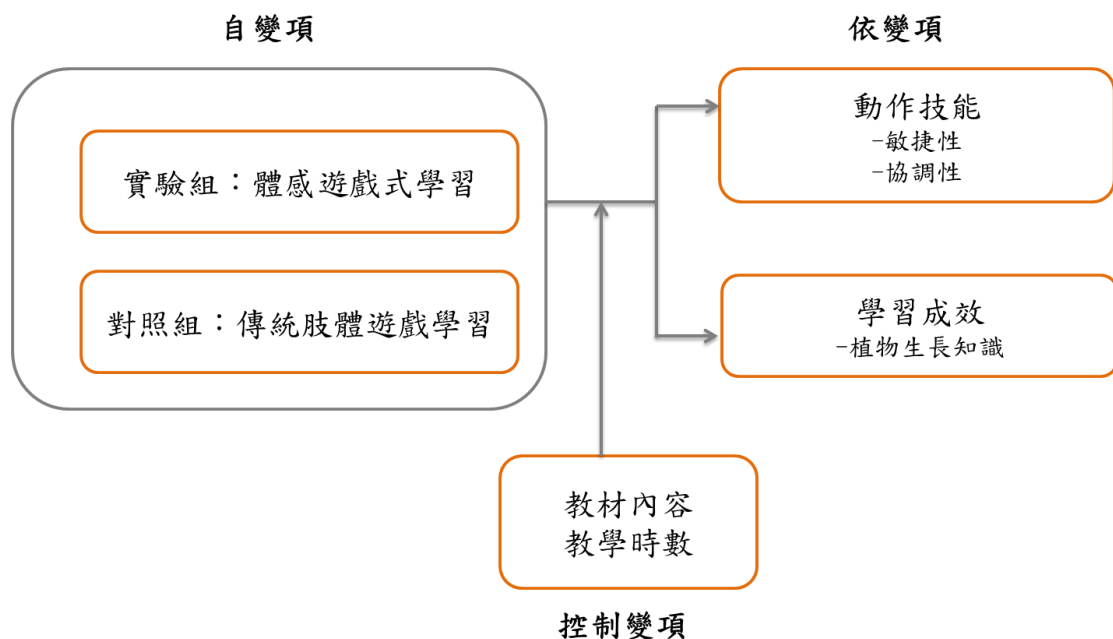 自變項
依變項
實驗組：體感遊戲式學習
對照組：傳統肢體遊戲學習
動作技能
-敏捷性
-協調性
學習成效
-植物生長知識
教材內容
教學時數
控制變項